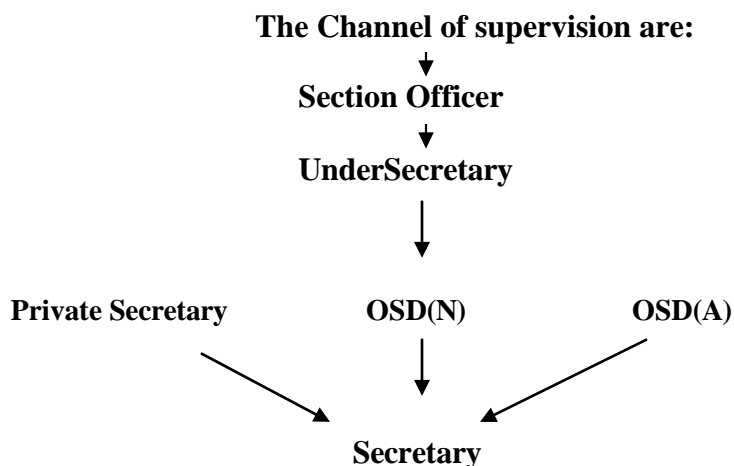 The Channel of supervision are:
Section Officer
UnderSecretary
Private Secretary OSD(N) OSD(A)
Secretary